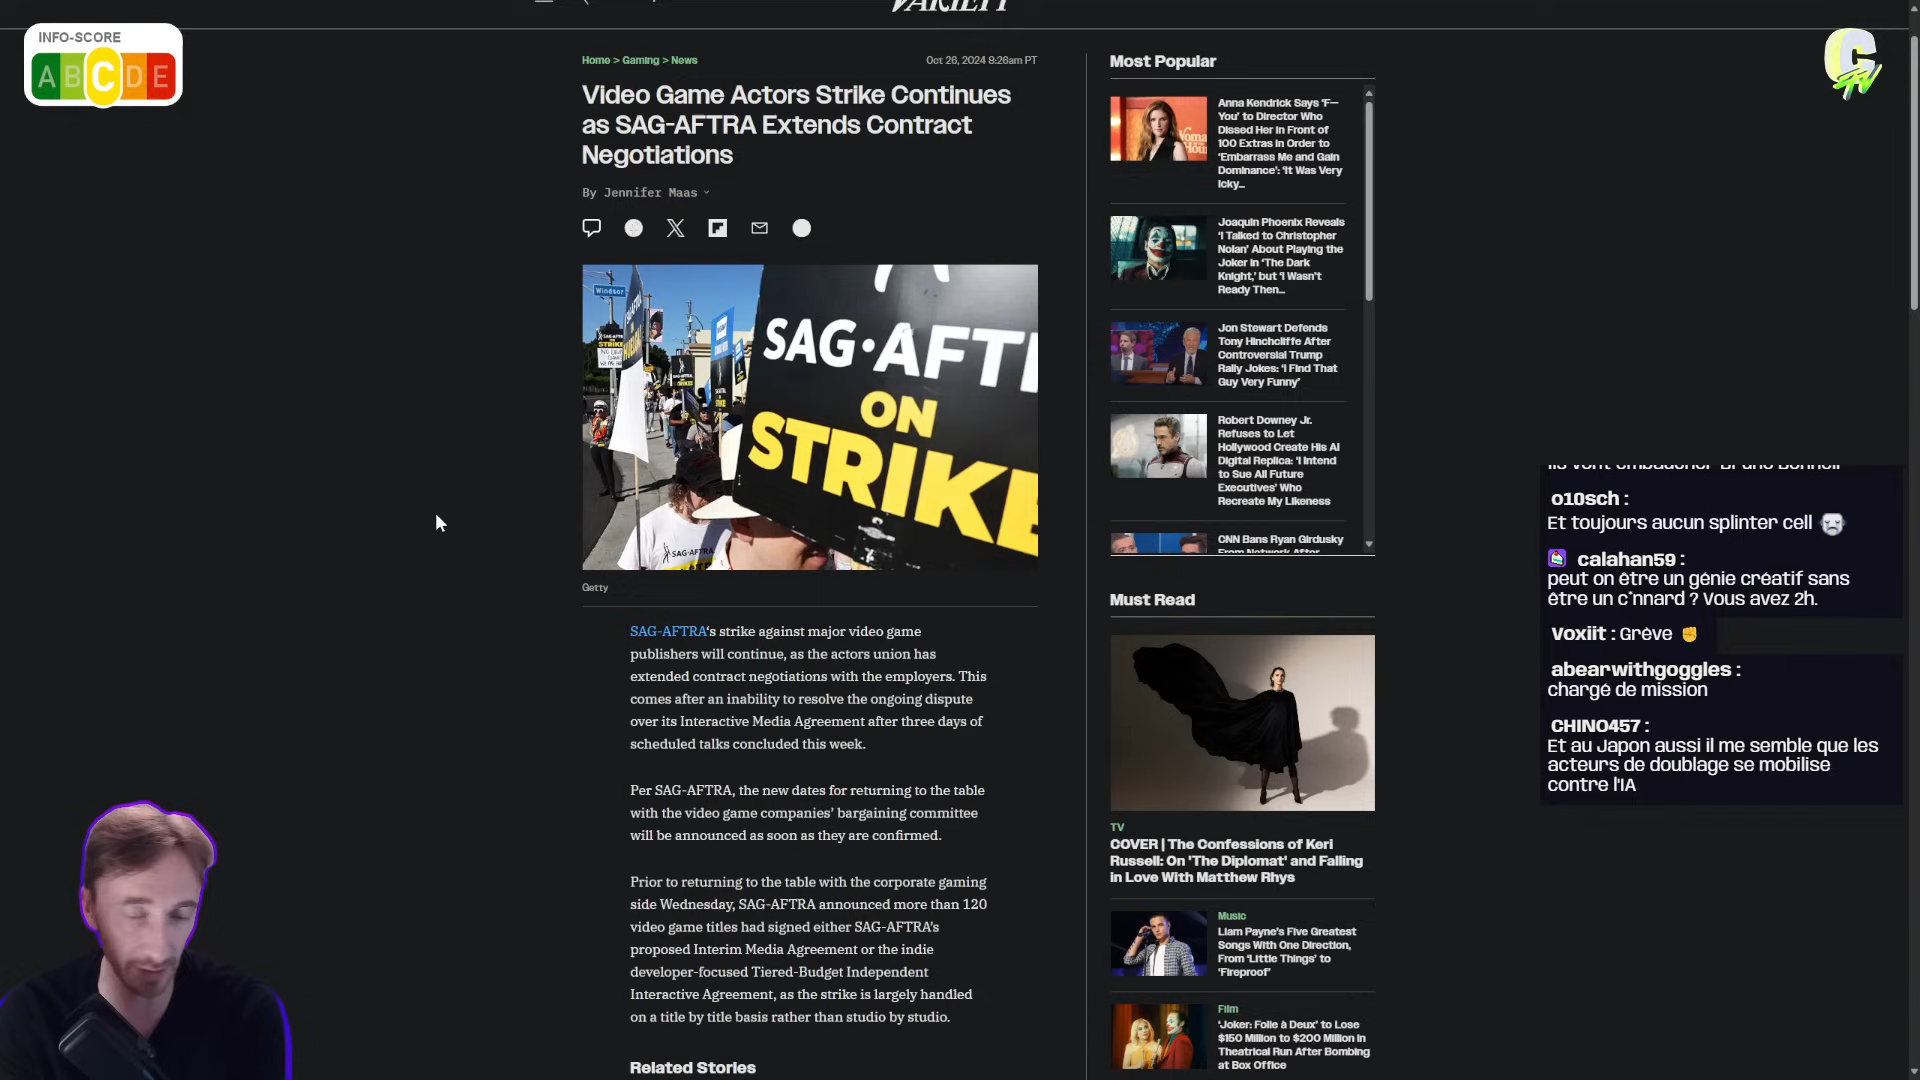 VARIETY
INFO-SCORE
A B C D E
Home > Gaming > News
Oct 26, 2024 9:26am PT
Video Game Actors Strike Continues
as SAG-AFTRA Extends Contract
Negotiations
By Jennifer Maas
Windsor
SAG·AFT
ON
STRIKE
SAG-AFTRA
Getty
SAG-AFTRA's strike against major video game
publishers will continue, as the actors union has
extended contract negotiations with the employers. This
comes after an inability to resolve the ongoing dispute
over its Interactive Media Agreement after three days of
scheduled talks concluded this week.
Per SAG-AFTRA, the new dates for returning to the table
with the video game companies' bargaining committee
will be announced as soon as they are confirmed.
Prior to returning to the table with the corporate gaming
side Wednesday, SAG-AFTRA announced more than 120
video game titles had signed either SAG-AFTRA's
proposed Interim Media Agreement or the indie
developer-focused Tiered-Budget Independent
Interactive Agreement, as the strike is largely handled
on a title by title basis rather than studio by studio.
Related Stories
Most Popular
Anna Kendrick Says 'F—
You' to Director Who
Dissed Her in Front of
100 Extras in Order to
'Embarrass Me and Gain
Dominance': 'It Was Very
Icky...
Joaquin Phoenix Reveals
'I Talked to Christopher
Nolan' About Playing the
Joker in 'The Dark
Knight,' but 'I Wasn't
Ready Then...
Jon Stewart Defends
Tony Hinchcliffe After
Controversial Trump
Rally Jokes: 'I Find That
Guy Very Funny'
Robert Downey Jr.
Refuses to Let
Hollywood Create His AI
Digital Replica: 'I Intend
to Sue All Future
Executives' Who
Recreate My Likeness
CNN Bans Ryan Girdusky
From Network After
Must Read
TV
COVER | The Confessions of Keri
Russell: On 'The Diplomat' and Falling
in Love With Matthew Rhys
Music
Liam Payne's Five Greatest
Songs With One Direction,
From 'Little Things' to
'Fireproof'
Film
'Joker: Folie à Deux' to Lose
$150 Million to $200 Million in
Theatrical Run After Bombing
at Box Office
C TV
ils vont embaucher Bruno Bonnell
o10sch :
Et toujours aucun splinter cell
calahan59 :
peut on être un génie créatif sans
être un c*nnard ? Vous avez 2h.
Voxiit : Grève ✊
abearwithgoggles :
chargé de mission
CHINO457 :
Et au Japon aussi il me semble que les
acteurs de doublage se mobilise
contre l'IA